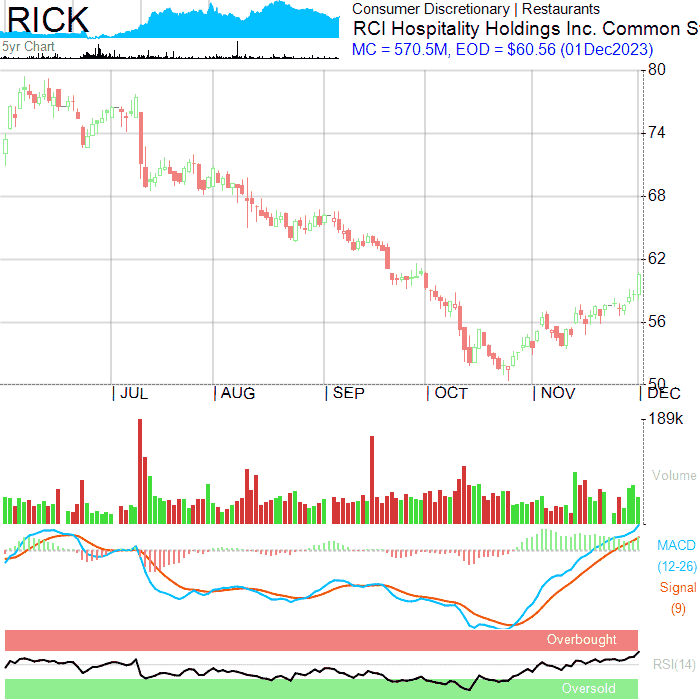 RICK
5yr Chart
Consumer Discretionary | Restaurants
RCI Hospitality Holdings Inc. Common S
MC = 570.5M, EOD = $60.56 (01Dec2023)
80
74
68
62
56
50
JUL AUG SEP OCT NOV DEC
189k
Volume
MACD
(12-26)
Signal
(9)
Overbought
RSI(14)
Oversold